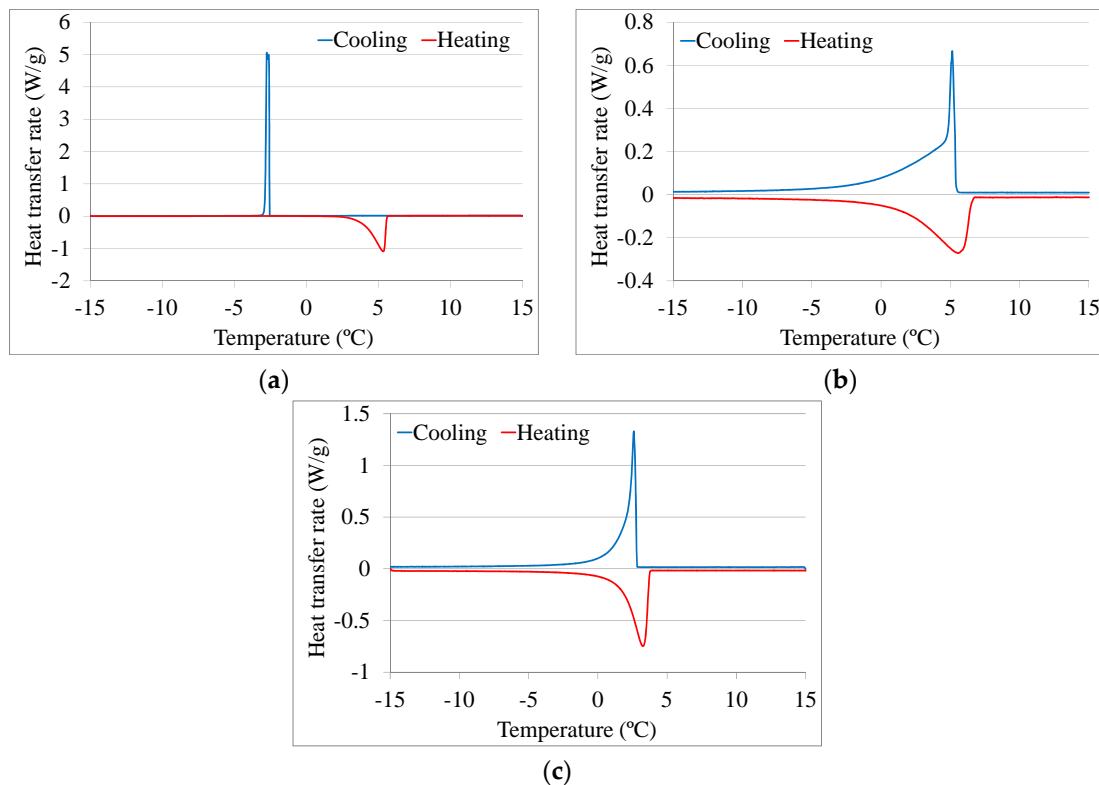 6
5
4
3
2
1
0
-1
-2
Heat transfer rate (W/g)
Cooling Heating
-15 -10 -5 0 5 10 15
Temperature (ºC)
(a)
0.8
0.6
0.4
0.2
0
-0.2
-0.4
Heat transfer rate (W/g)
Cooling Heating
-15 -10 -5 0 5 10 15
Temperature (ºC)
(b)
1.5
1
0.5
0
-0.5
-1
Heat transfer rate (W/g)
Cooling Heating
-15 -10 -5 0 5 10 15
Temperature (ºC)
(c)